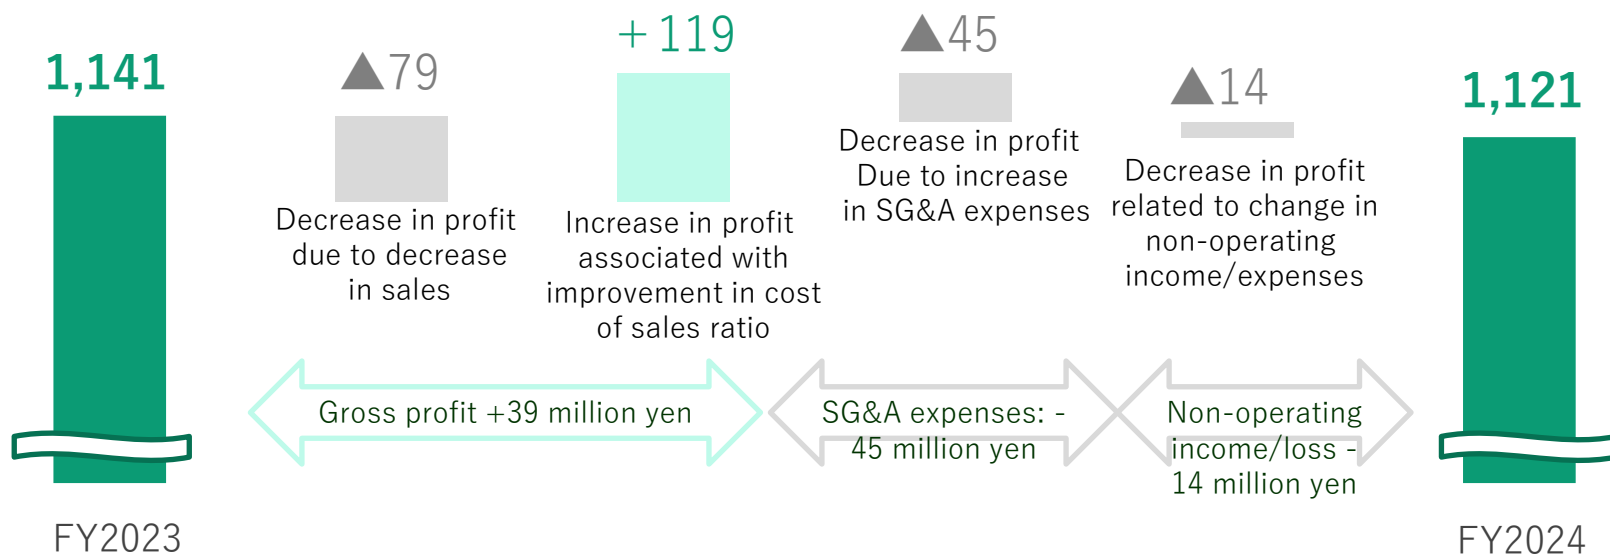 1,141
FY2023
▲79
Decrease in profit
due to decrease
in sales
+119
Increase in profit
associated with
improvement in cost
of sales ratio
▲45
Decrease in profit
Due to increase
in SG&A expenses
▲14
Decrease in profit
related to change in
non-operating
income/expenses
1,121
FY2024
Gross profit +39 million yen
SG&A expenses: -
45 million yen
Non-operating
income/loss -
14 million yen